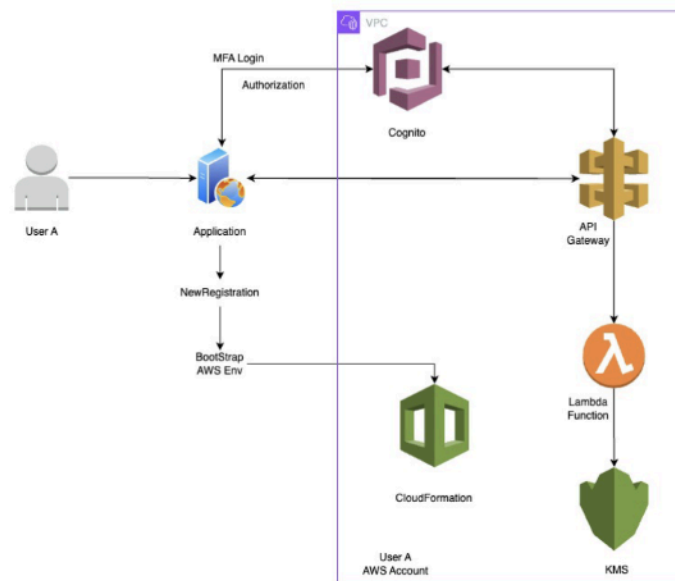 VPC
MFA Login
Authorization
Cognito
User A
Application
API
Gateway
NewRegistration
BootStrap
AWS Env
Lambda
Function
CloudFormation
User A
AWS Account
KMS